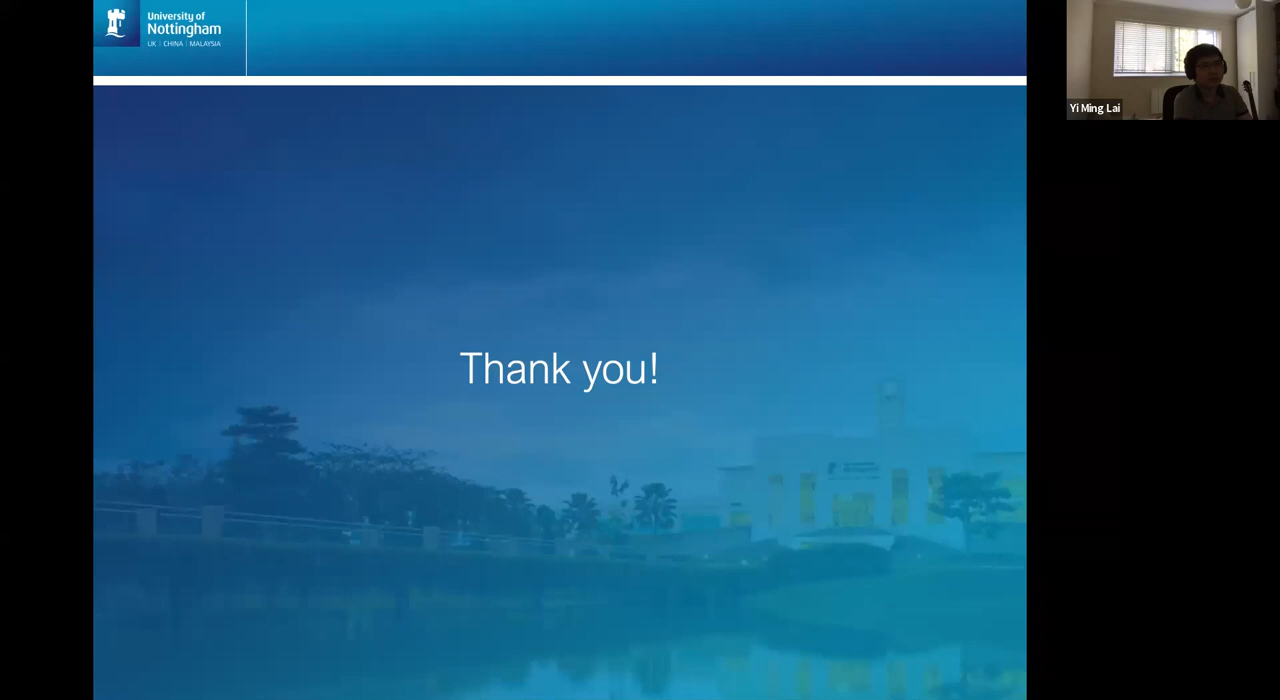 University of
Nottingham
UK | CHINA | MALAYSIA
Yi Ming Lai
Thank you!